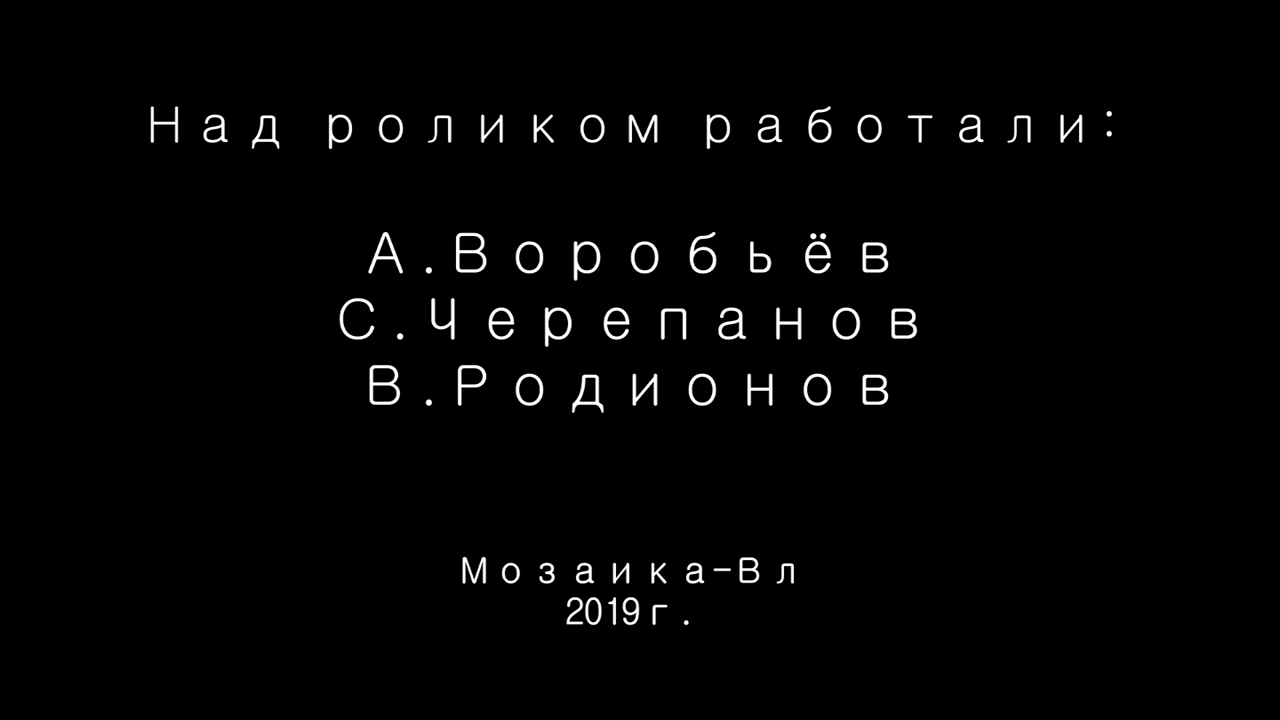 Над роликом работали:
А.Воробьёв
С.Черепанов
В.Родионов
Мозаика-Вл
2019г.